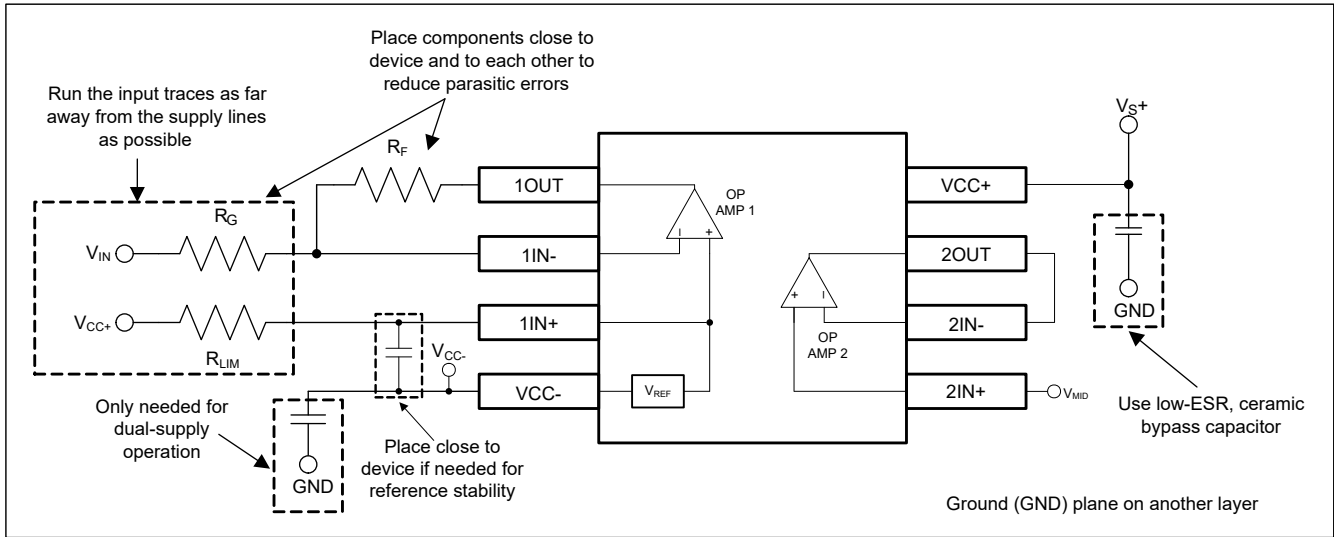 Place components close to
device and to each other to
reduce parasitic errors
Run the input traces as far
away from the supply lines
as possible
RF
RG
VIN
VCC+
RLIM
1OUT
1IN-
1IN+
VCC-
VCC-
Only needed for
dual-supply
operation
GND
Place close to
device if needed for
reference stability
OP
AMP 1
–
+
+
–
OP
AMP 2
VREF
VCC+
2OUT
2IN-
2IN+
VS+
GND
VMID
Use low-ESR, ceramic
bypass capacitor
Ground (GND) plane on another layer